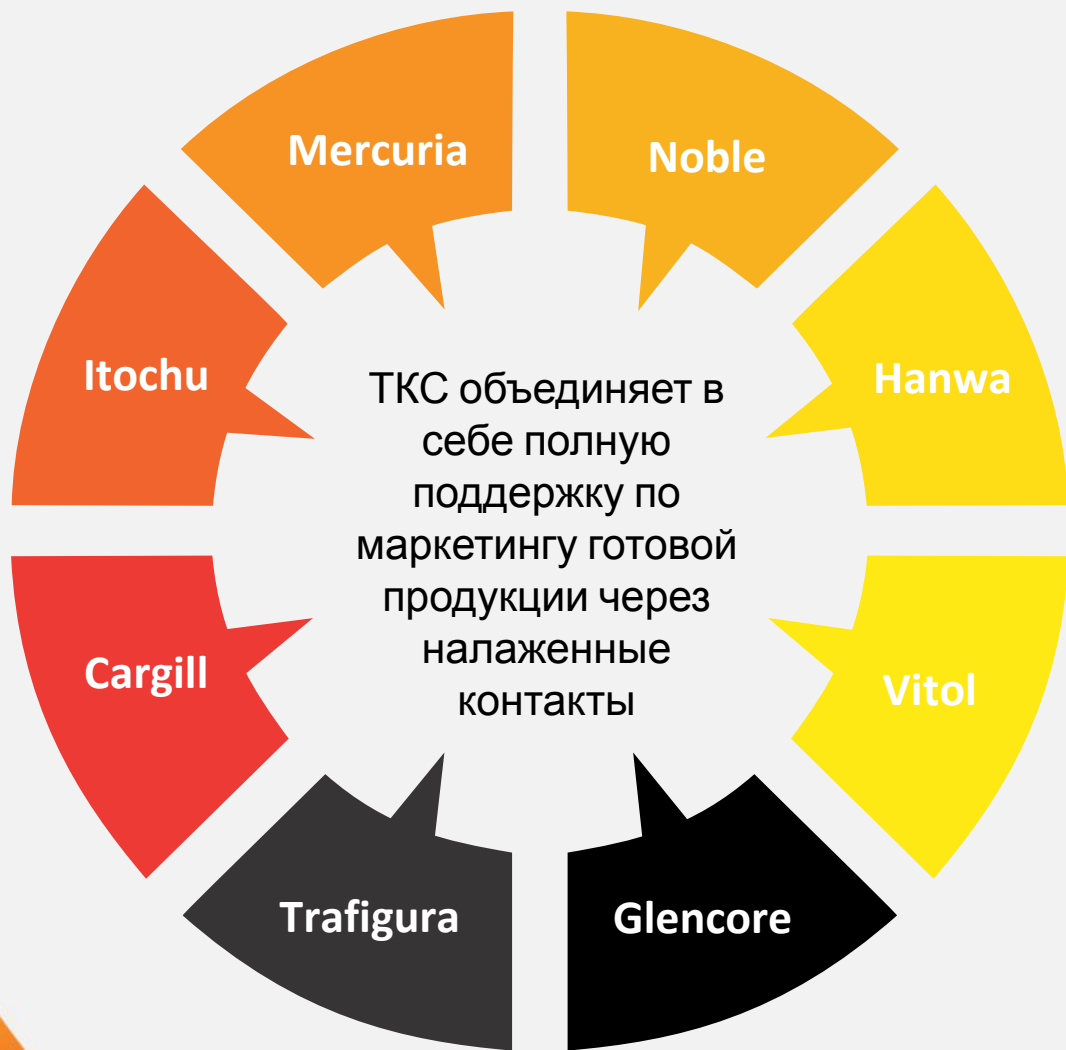 Mercuria
Noble
Itochu
Hanwa
ТКС объединяет в
себе полную
поддержку по
маркетингу готовой
продукции через
налаженные
контакты
Cargill
Vitol
Trafigura
Glencore